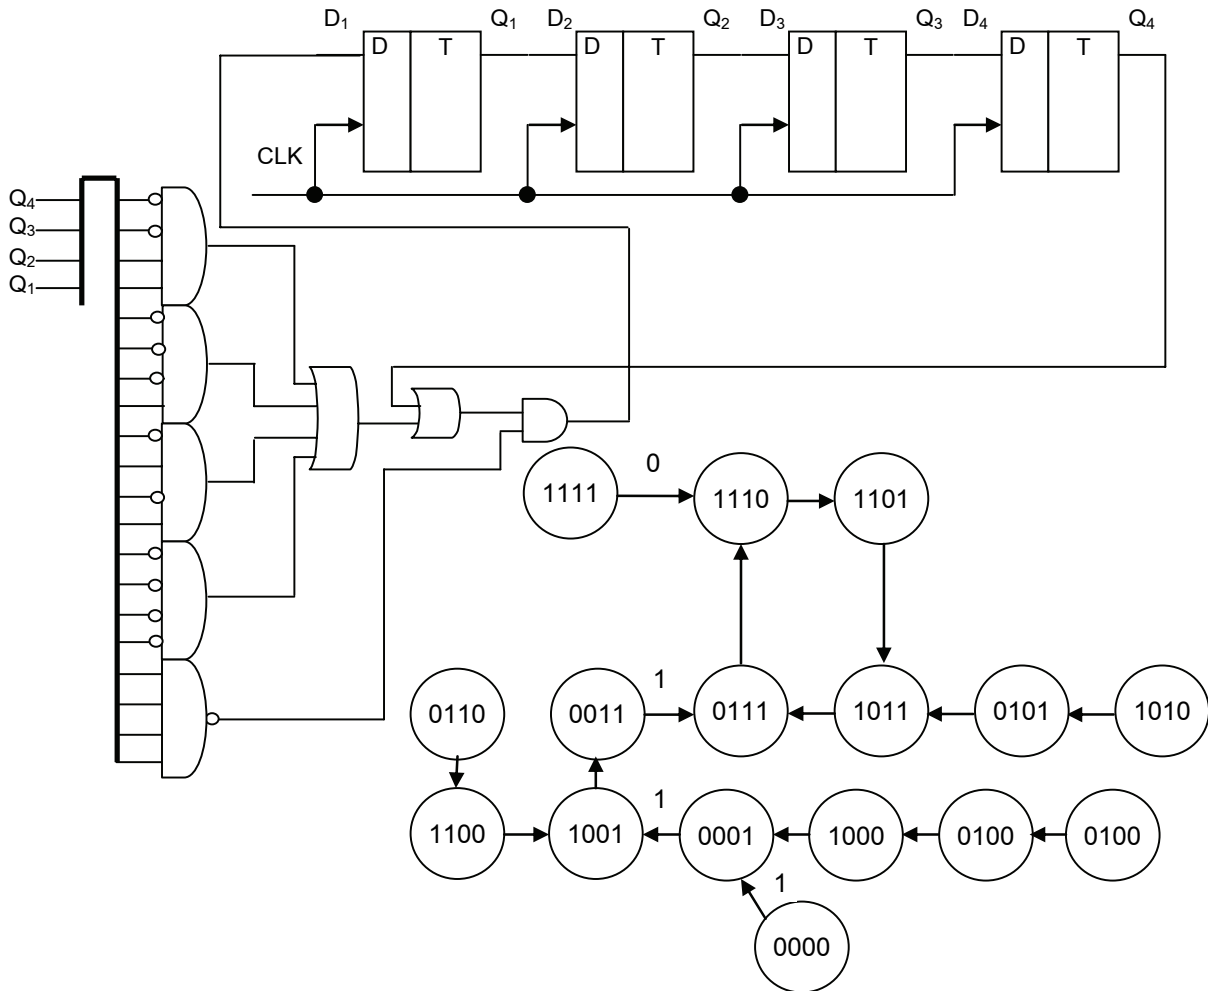 D₁ Q₁ D₂ Q₂ D₃ Q₃ D₄ Q₄
D T D T D T D T
CLK
Q₄
Q₃
Q₂
Q₁
0
1111 1110 1101
1
0110 0011 0111 1011 0101 1010
1
1100 1001 0001 1000 0100 0100
1
0000